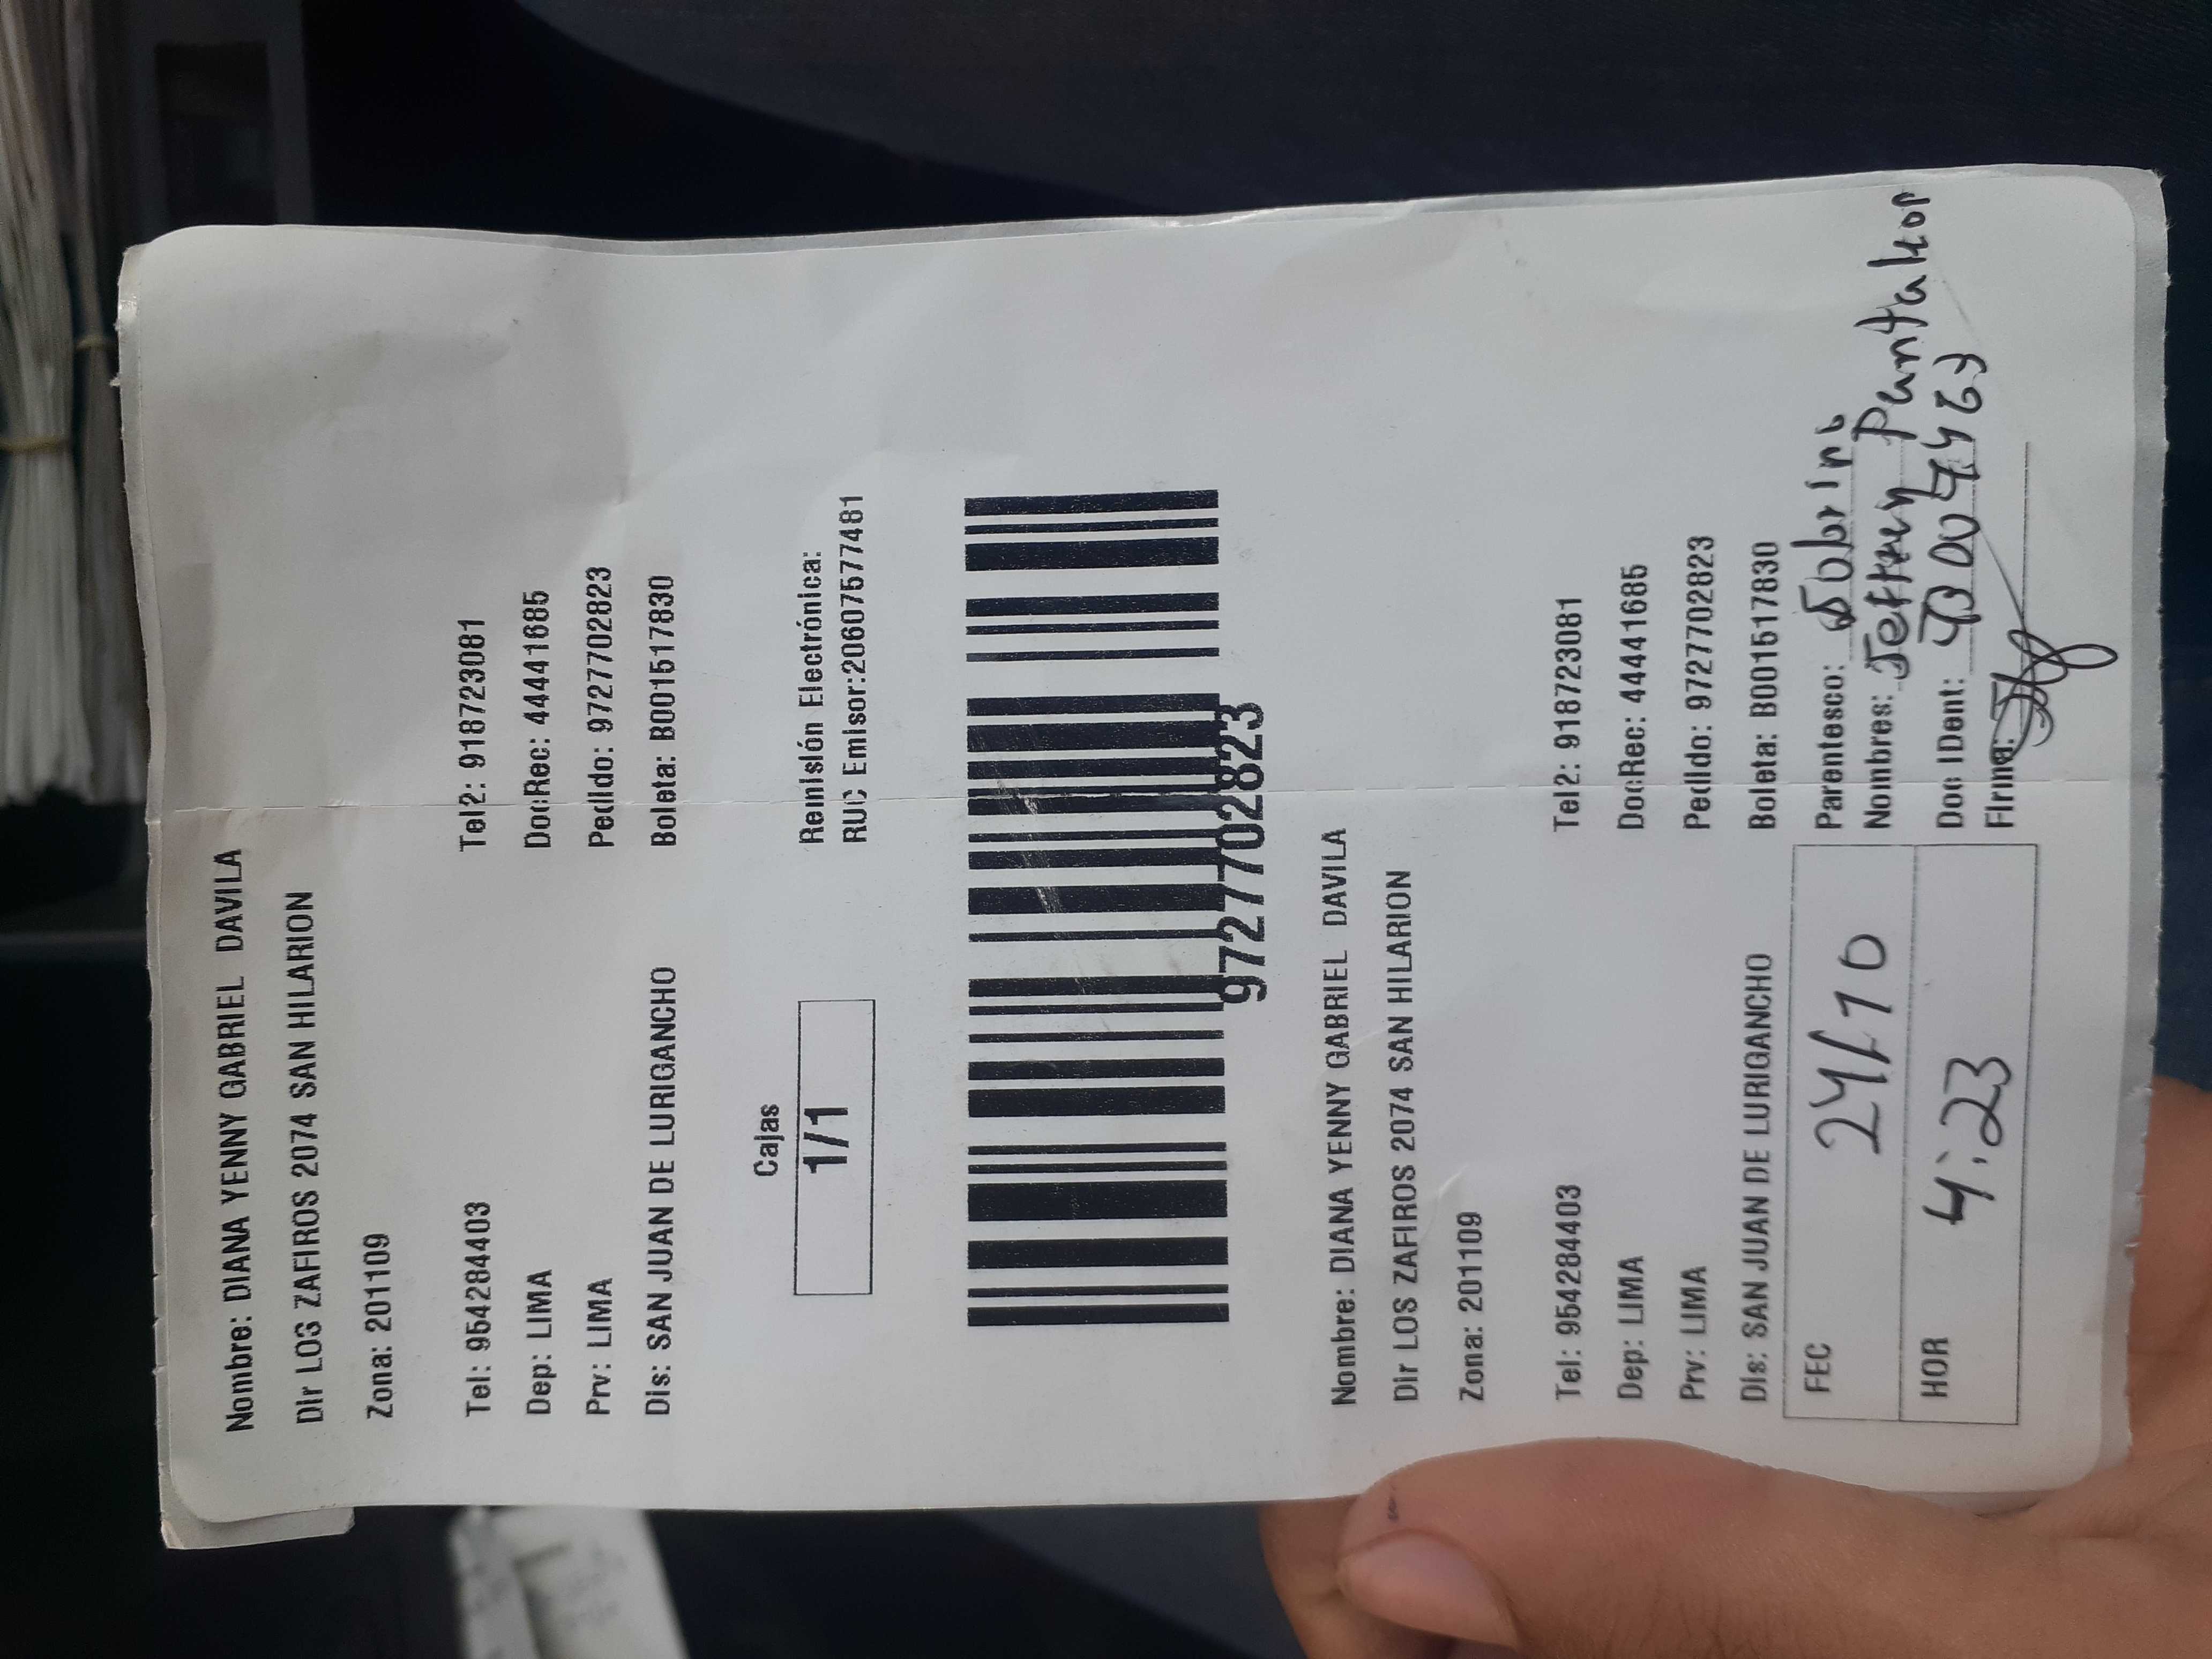 Nombre: DIANA YENNY GABRIEL DAVILA
Dir LOS ZAFIROS 2074 SAN HILARION
Zona: 201109
Tel: 954284403 Tel2: 918723081
Dep: LIMA DocRec: 44441685
Prv: LIMA Pedido: 9727702823
Dis: SAN JUAN DE LURIGANCHO Boleta: B001517830
Cajas
1/1
Remisión Electrónica:
RUC Emisor:20607577481
9727702823
Nombre: DIANA YENNY GABRIEL DAVILA
Dir LOS ZAFIROS 2074 SAN HILARION
Zona: 201109
Tel: 954284403 Tel2: 918723081
Dep: LIMA DocRec: 44441685
Prv: LIMA Pedido: 9727702823
Dis: SAN JUAN DE LURIGANCHO Boleta: B001517830
FEC 24/10
HOR 4:23
Parentesco: Sobrino
Nombres:
Doc IDent:
Firma: